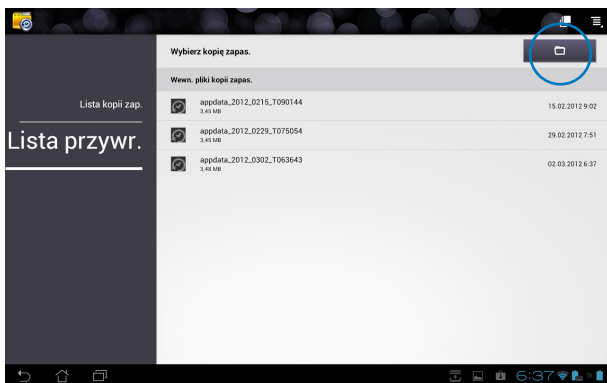 Wybierz kopię zapas.
Wewn. pliki kopii zapas.
Lista kopii zap.
Lista przywr.
appdata_2012_0215_T090144
3,45 MB
15.02.2012 9:02
appdata_2012_0229_T075054
3,45 MB
29.02.2012 7:51
appdata_2012_0302_T063643
3,48 MB
02.03.2012 6:37
6:37